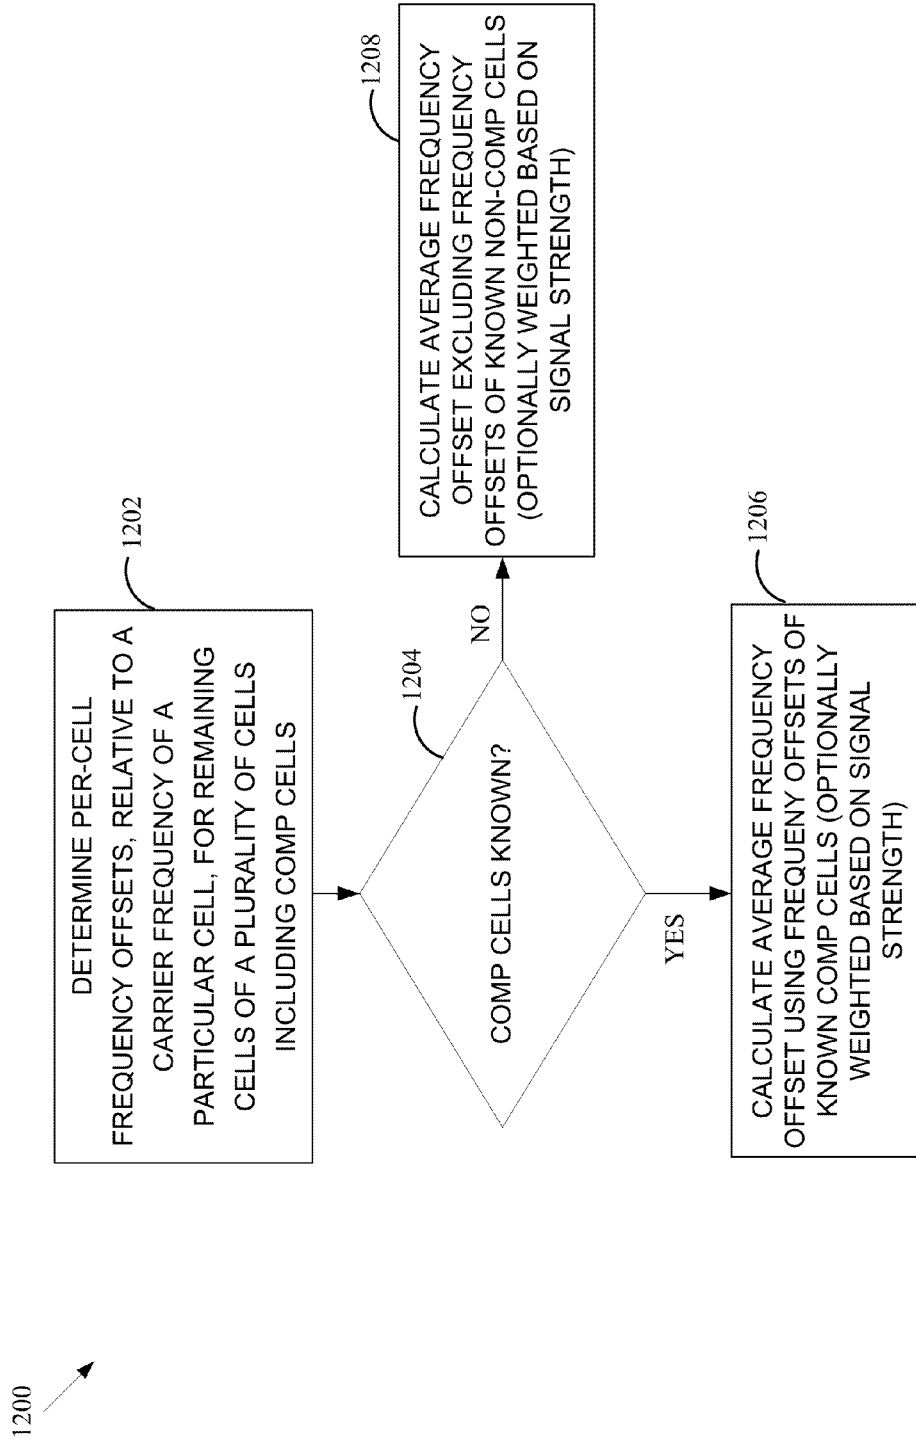 1200
1202
DETERMINE PER-CELL
FREQUENCY OFFSETS, RELATIVE TO A
CARRIER FREQUENCY OF A
PARTICULAR CELL, FOR REMAINING
CELLS OF A PLURALITY OF CELLS
INCLUDING COMP CELLS
1204
COMP CELLS KNOWN?
NO
1208
CALCULATE AVERAGE FREQUENCY
OFFSET EXCLUDING FREQUENCY
OFFSETS OF KNOWN NON-COMP CELLS
(OPTIONALLY WEIGHTED BASED ON
SIGNAL STRENGTH)
YES
1206
CALCULATE AVERAGE FREQUENCY
OFFSET USING FREQUENY OFFSETS OF
KNOWN COMP CELLS (OPTIONALLY
WEIGHTED BASED ON SIGNAL
STRENGTH)